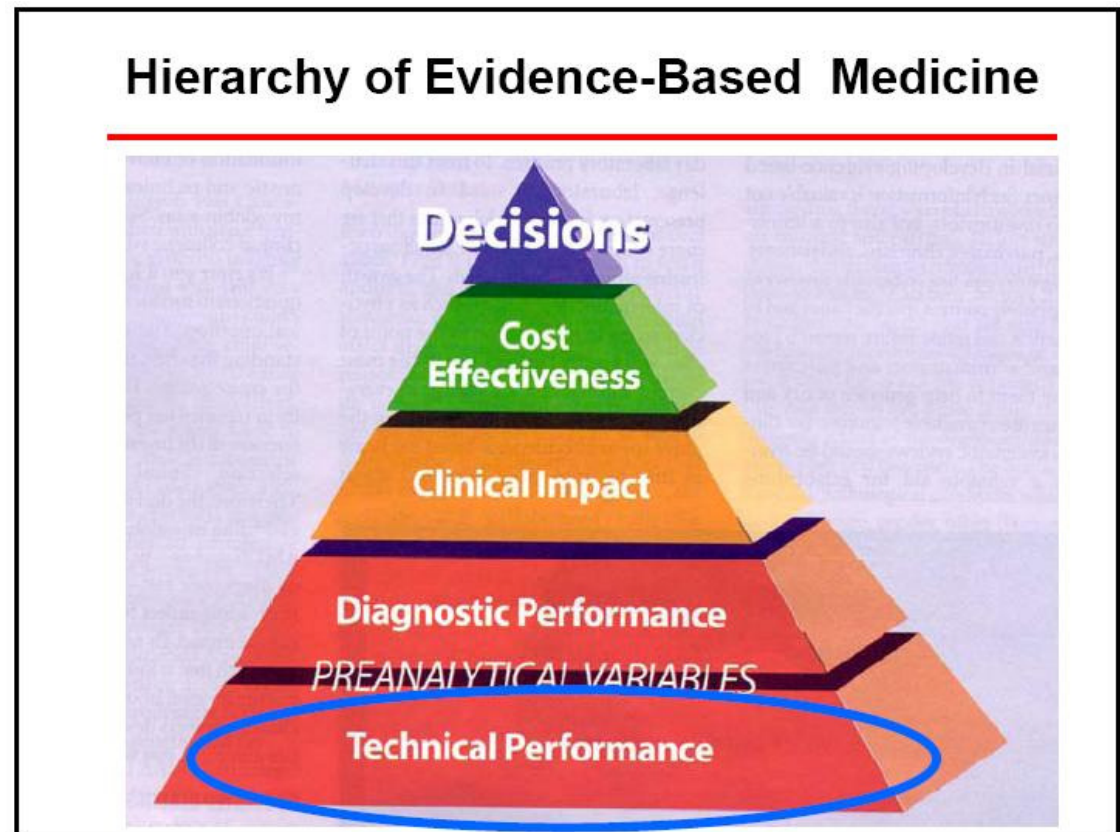 Hierarchy of Evidence-Based Medicine
Decisions
Cost
Effectiveness
Clinical Impact
Diagnostic Performance
PREANALYTICAL VARIABLES
Technical Performance